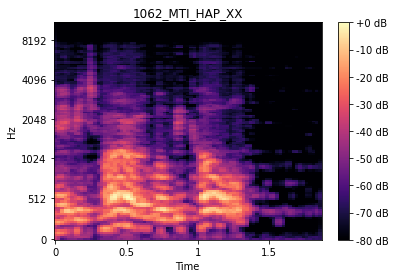 1062_MTI_HAP_XX
Hz
8192
4096
2048
1024
512
0
0
0.5
1
1.5
Time
+0 dB
-10 dB
-20 dB
-30 dB
-40 dB
-50 dB
-60 dB
-70 dB
-80 dB